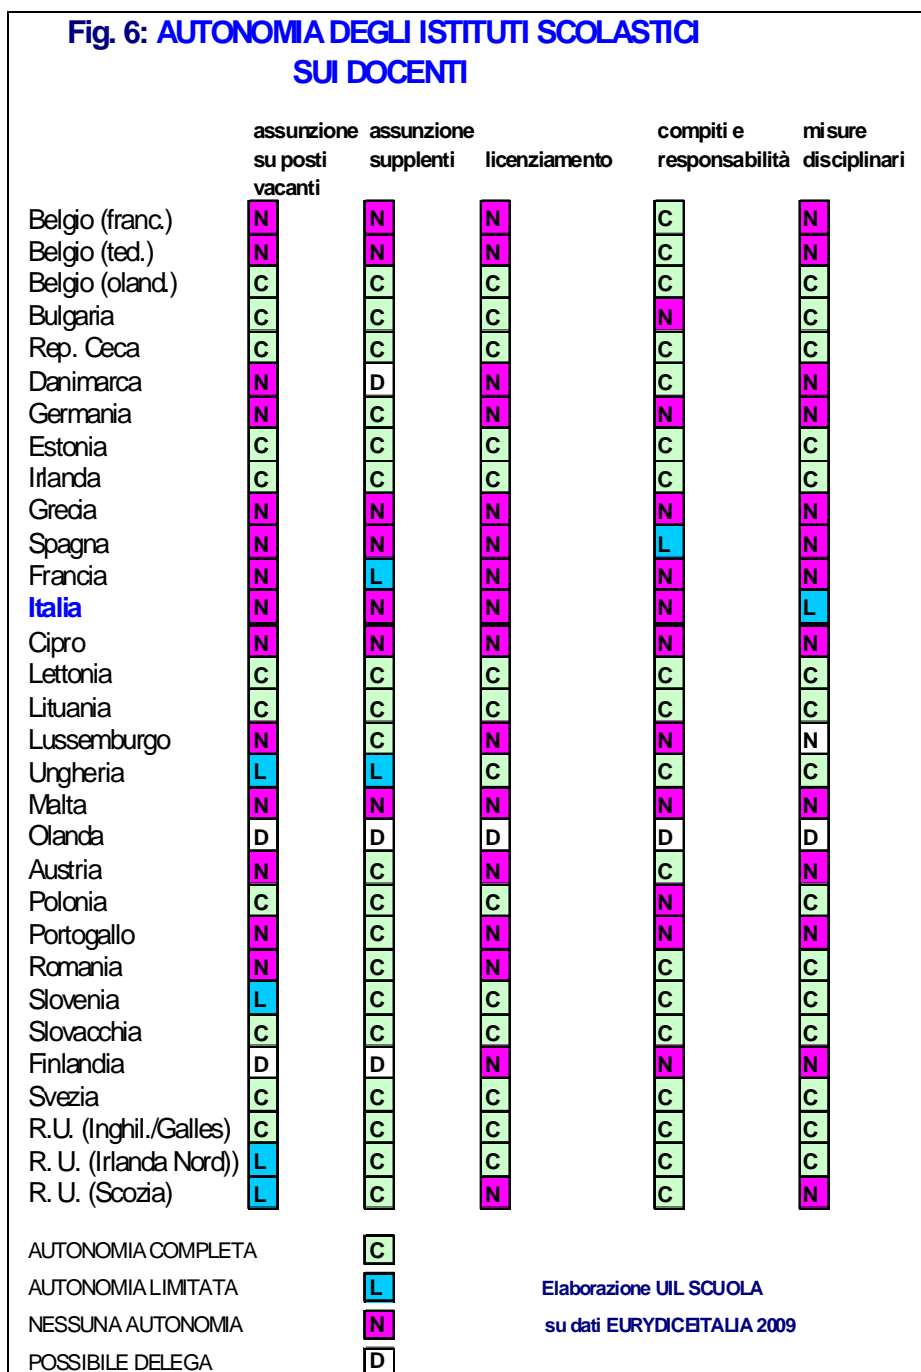 Fig. 6: AUTONOMIA DEGLI ISTITUTI SCOLASTICI
SUI DOCENTI
assunzione assunzione compiti e misure
su posti supplenti licenziamento responsabilità disciplinari
vacanti
Belgio (franc.) N N N C N
Belgio (ted.) N N N C N
Belgio (oland.) C C C C C
Bulgaria C C C N C
Rep. Ceca C C C C C
Danimarca N D N C N
Germania N C N N N
Estonia C C C C C
Irlanda C C C C C
Grecia N N N N N
Spagna N N N L N
Francia N L N N N
Italia N N N N L
Cipro N N N N N
Lettonia C C C C C
Lituania C C C C C
Lussemburgo N C N N N
Ungheria L L C C C
Malta N N N N N
Olanda D D D D D
Austria N C N C N
Polonia C C C N C
Portogallo N C N N N
Romania N C N C C
Slovenia L C C C C
Slovacchia C C C C C
Finlandia D D N N N
Svezia C C C C C
R.U. (Inghil./Galles) C C C C C
R. U. (Irlanda Nord)) L C C C C
R. U. (Scozia) L C N C N
AUTONOMIA COMPLETA C
AUTONOMIA LIMITATA L Elaborazione UIL SCUOLA
NESSUNA AUTONOMIA N su dati EURYDICE ITALIA 2009
POSSIBILE DELEGA D